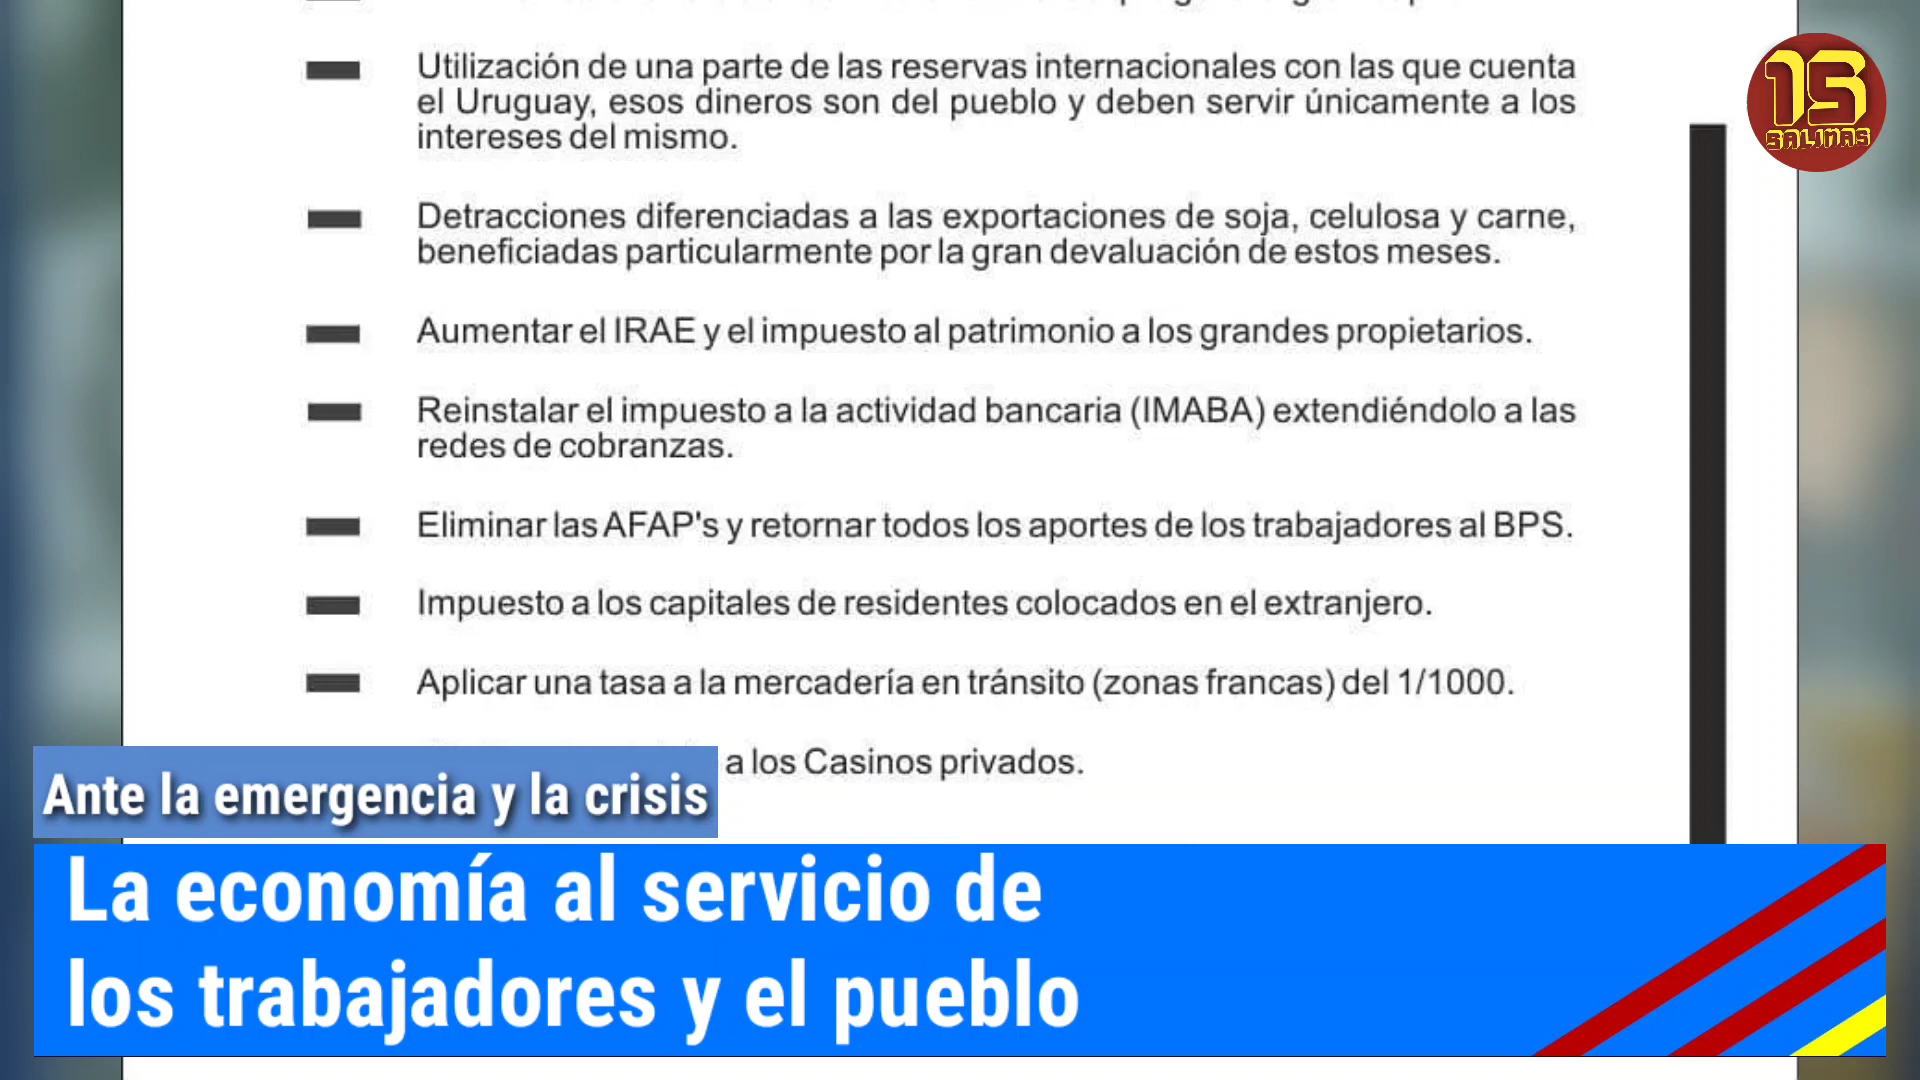 Utilización de una parte de las reservas internacionales con las que cuenta
el Uruguay, esos dineros son del pueblo y deben servir únicamente a los
intereses del mismo.
Detracciones diferenciadas a las exportaciones de soja, celulosa y carne,
beneficiadas particularmente por la gran devaluación de estos meses.
Aumentar el IRAE y el impuesto al patrimonio a los grandes propietarios.
Reinstalar el impuesto a la actividad bancaria (IMABA) extendiéndolo a las
redes de cobranzas.
Eliminar las AFAP's y retornar todos los aportes de los trabajadores al BPS.
Impuesto a los capitales de residentes colocados en el extranjero.
Aplicar una tasa a la mercadería en tránsito (zonas francas) del 1/1000.
a los Casinos privados.
Ante la emergencia y la crisis
La economía al servicio de
los trabajadores y el pueblo
15
SALINAS